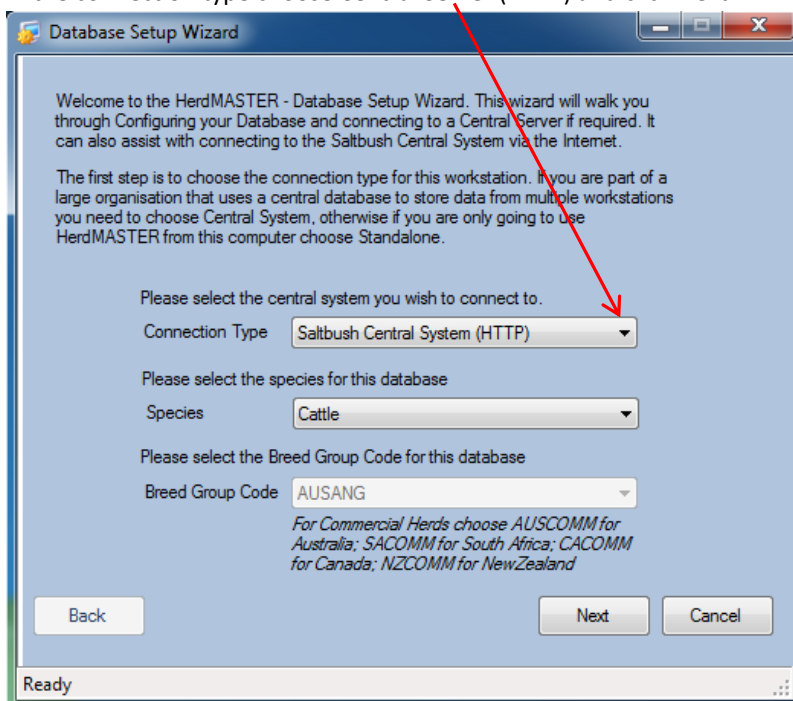 Database Setup Wizard
Welcome to the HerdMASTER - Database Setup Wizard. This wizard will walk you
through Configuring your Database and connecting to a Central Server if required. It
can also assist with connecting to the Saltbush Central System via the Internet.
The first step is to choose the connection type for this workstation. If you are part of a
large organisation that uses a central database to store data from multiple workstations
you need to choose Central System, otherwise if you are only going to use
HerdMASTER from this computer choose Standalone.
Please select the central system you wish to connect to.
Connection Type Saltbush Central System (HTTP)
Please select the species for this database
Species Cattle
Please select the Breed Group Code for this database
Breed Group Code AUSANG
For Commercial Herds choose AUSCOMM for
Australia; SACOMM for South Africa; CACOMM
for Canada; NZCOMM for NewZealand
Back Next Cancel
Ready